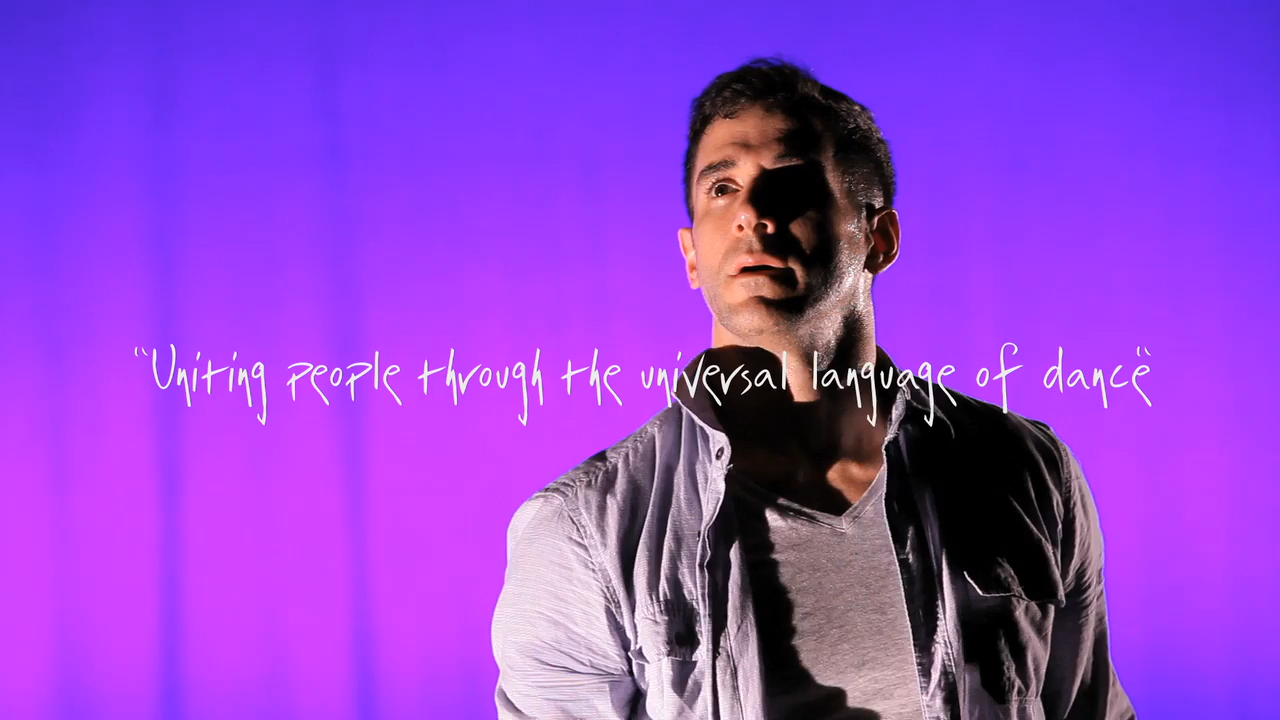 “Uniting people through the universal language of dance“